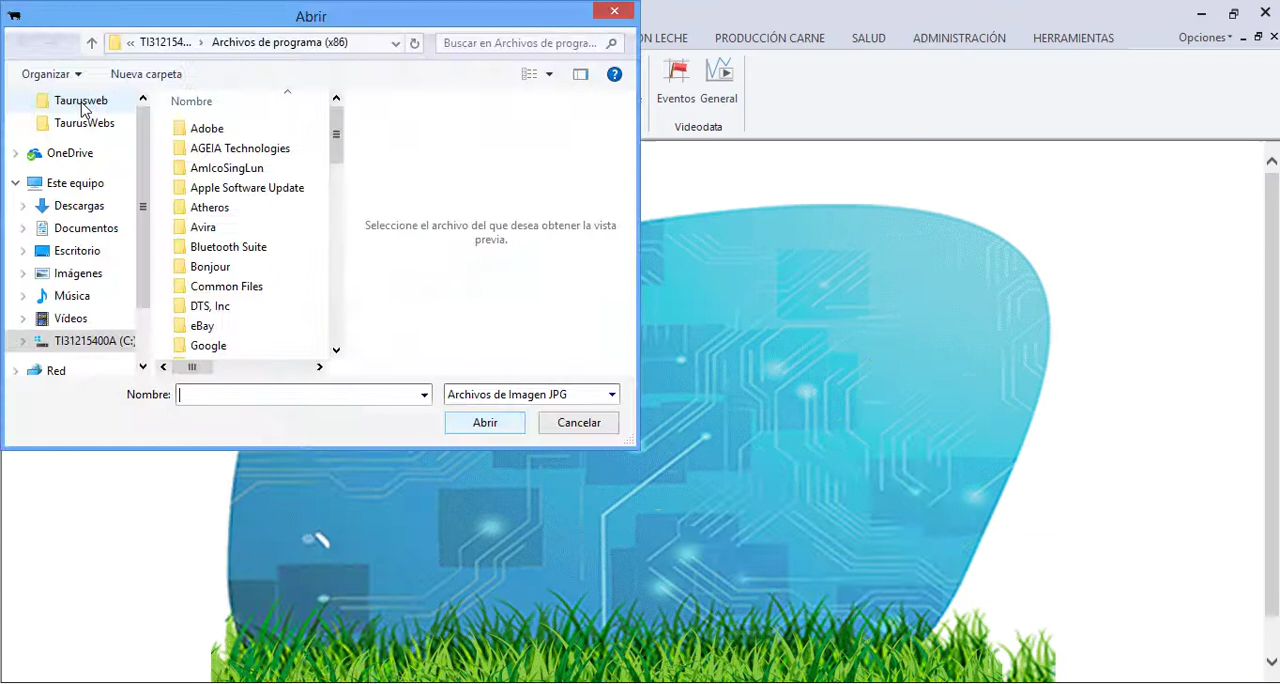 Abrir
« TI312154... › Archivos de programa (x86)
Buscar en Archivos de progra...
Organizar
Nueva carpeta
Taurusweb
TaurusWebs
OneDrive
Este equipo
Descargas
Documentos
Escritorio
Imágenes
Música
Vídeos
TI31215400A (C:)
Red
Nombre
Adobe
AGEIA Technologies
AmIcoSingLun
Apple Software Update
Atheros
Avira
Bluetooth Suite
Bonjour
Common Files
DTS, Inc
eBay
Google
Seleccione el archivo del que desea obtener la vista
previa.
Nombre:
Archivos de Imagen JPG
Abrir
Cancelar
ÓN LECHE
PRODUCCIÓN CARNE
SALUD
ADMINISTRACIÓN
HERRAMIENTAS
Opciones
Eventos
General
Videodata